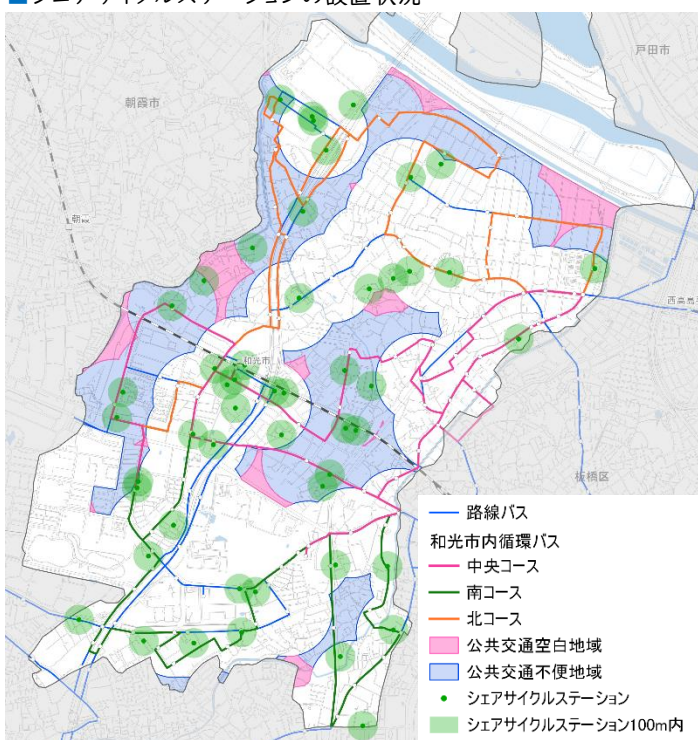 ■シェアサイクルステーションの設置状況
戸田市
朝霞市
朝霞
西高島平
和光市
板橋区
路線バス
和光市内循環バス
中央コース
南コース
北コース
公共交通空白地域
公共交通不便地域
シェアサイクルステーション
シェアサイクルステーション100m内